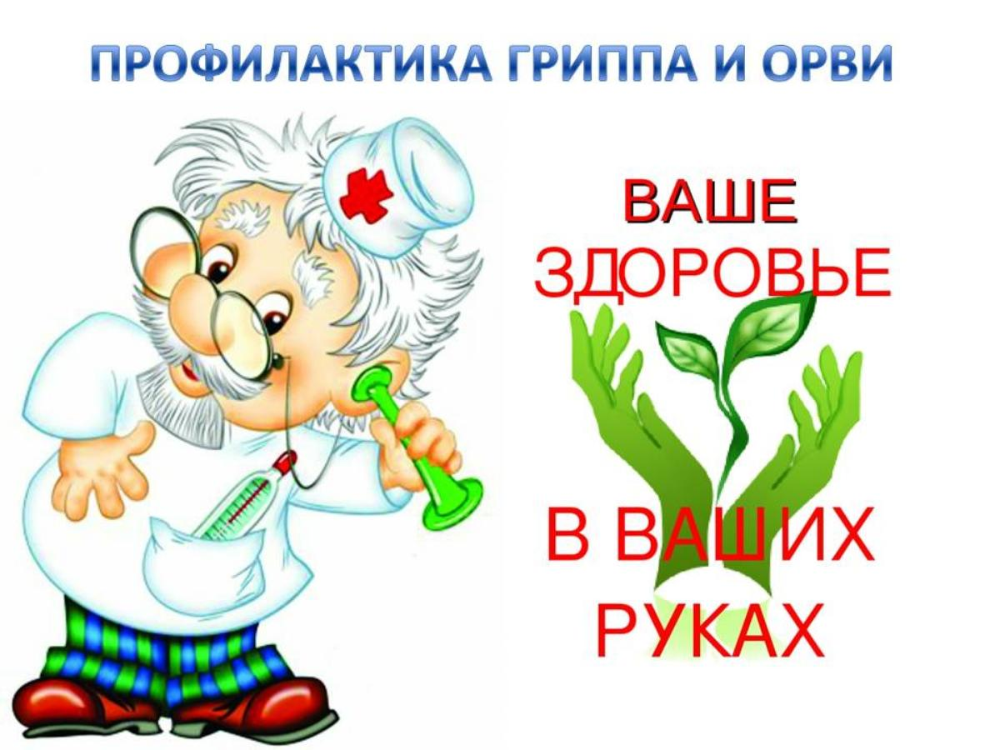 ПРОФИЛАКТИКА ГРИППА И ОРВИ
ВАШЕ
ЗДОРОВЬЕ
В ВАШИХ
РУКАХ